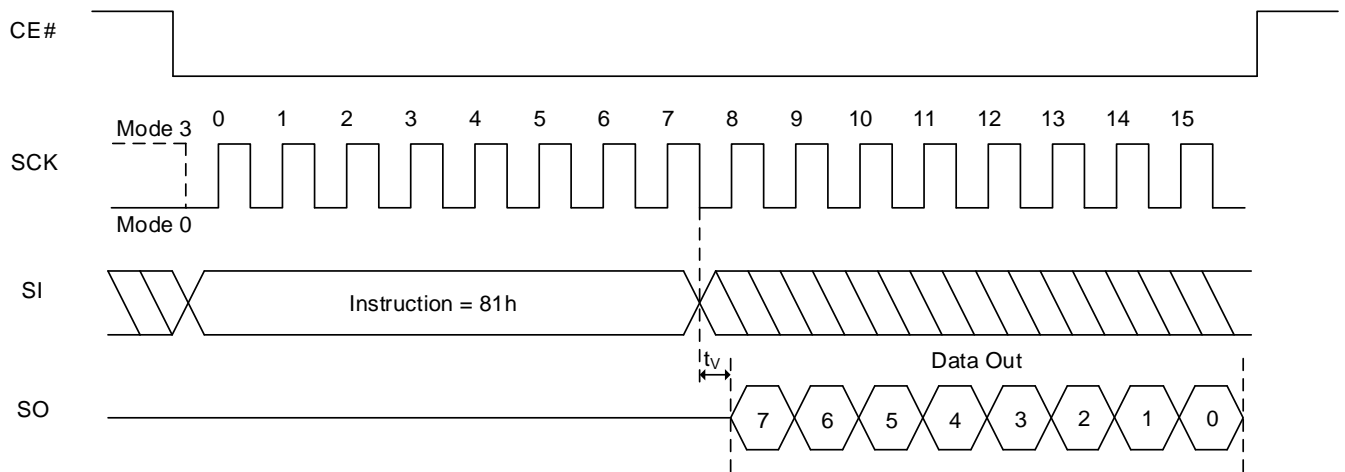 CE#
Mode 3
0 1 2 3 4 5 6 7 8 9 10 11 12 13 14 15
SCK
Mode 0
SI
Instruction = 81h
tV
Data Out
SO
7 6 5 4 3 2 1 0